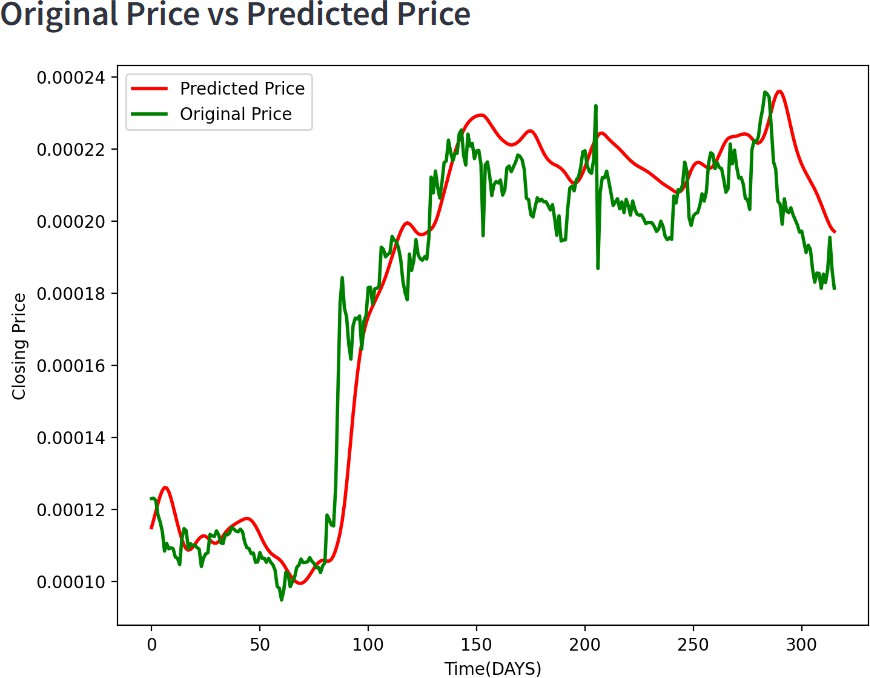 Original Price vs Predicted Price
Predicted Price
Original Price
0.00024
0.00022
0.00020
0.00018
0.00016
0.00014
0.00012
0.00010
Closing Price
0 50 100 150 200 250 300
Time(DAYS)